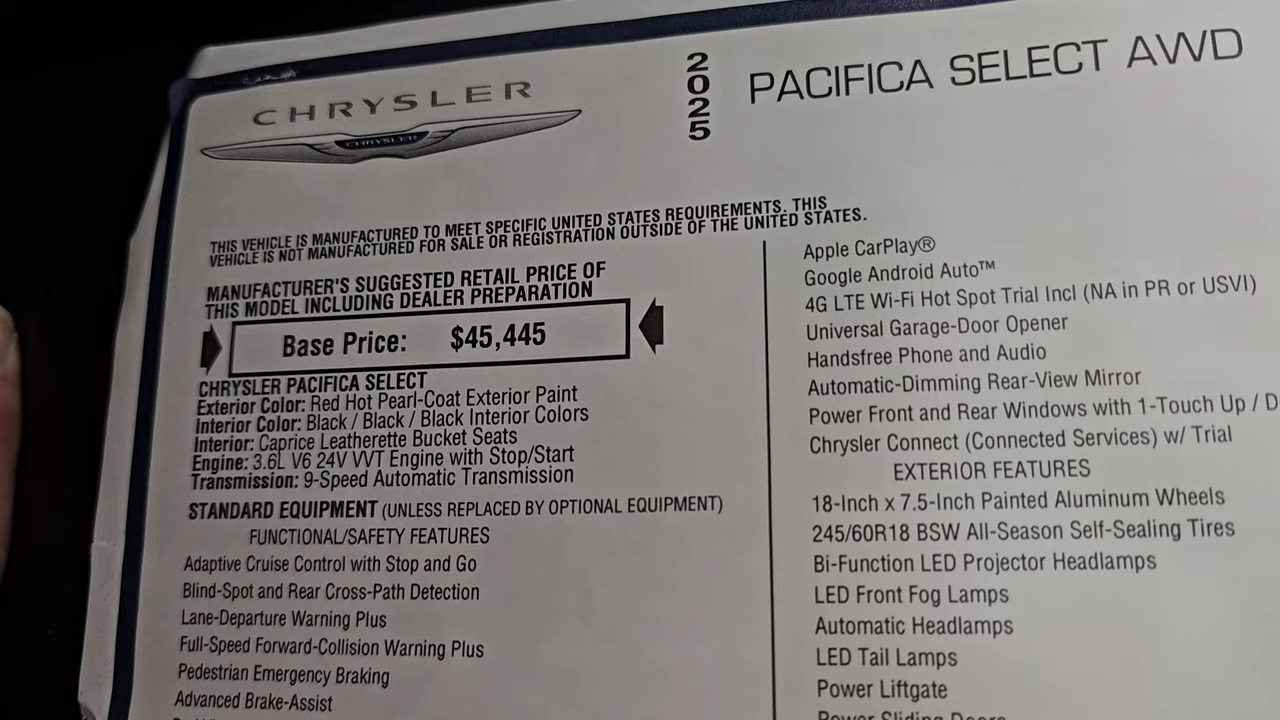 CHRYSLER
CHRYSLER
2025
PACIFICA SELECT AWD
THIS VEHICLE IS MANUFACTURED TO MEET SPECIFIC UNITED STATES REQUIREMENTS. THIS
VEHICLE IS NOT MANUFACTURED FOR SALE OR REGISTRATION OUTSIDE OF THE UNITED STATES.
MANUFACTURER'S SUGGESTED RETAIL PRICE OF
THIS MODEL INCLUDING DEALER PREPARATION
Base Price: $45,445
CHRYSLER PACIFICA SELECT
Exterior Color: Red Hot Pearl-Coat Exterior Paint
Interior Color: Black / Black / Black Interior Colors
Interior: Caprice Leatherette Bucket Seats
Engine: 3.6L V6 24V VVT Engine with Stop/Start
Transmission: 9-Speed Automatic Transmission
STANDARD EQUIPMENT (UNLESS REPLACED BY OPTIONAL EQUIPMENT)
FUNCTIONAL/SAFETY FEATURES
Adaptive Cruise Control with Stop and Go
Blind-Spot and Rear Cross-Path Detection
Lane-Departure Warning Plus
Full-Speed Forward-Collision Warning Plus
Pedestrian Emergency Braking
Advanced Brake-Assist
Apple CarPlay®
Google Android Auto™
4G LTE Wi-Fi Hot Spot Trial Incl (NA in PR or USVI)
Universal Garage-Door Opener
Handsfree Phone and Audio
Automatic-Dimming Rear-View Mirror
Power Front and Rear Windows with 1-Touch Up / D
Chrysler Connect (Connected Services) w/ Trial
EXTERIOR FEATURES
18-Inch x 7.5-Inch Painted Aluminum Wheels
245/60R18 BSW All-Season Self-Sealing Tires
Bi-Function LED Projector Headlamps
LED Front Fog Lamps
Automatic Headlamps
LED Tail Lamps
Power Liftgate
Power Sliding Doors